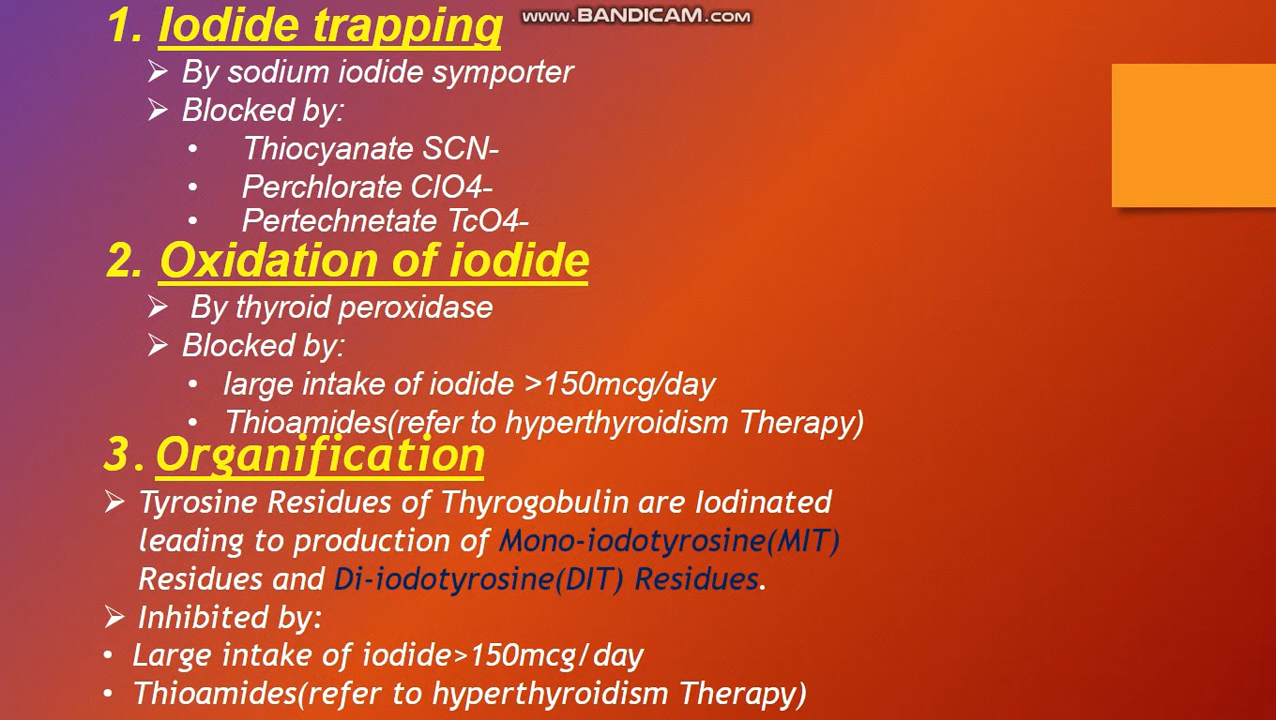 www.BANDICAM.com
1. Iodide trapping
➢ By sodium iodide symporter
➢ Blocked by:
• Thiocyanate SCN-
• Perchlorate ClO4-
• Pertechnetate TcO4-
2. Oxidation of iodide
➢ By thyroid peroxidase
➢ Blocked by:
• large intake of iodide >150mcg/day
• Thioamides(refer to hyperthyroidism Therapy)
3. Organification
➢ Tyrosine Residues of Thyrogobulin are Iodinated
leading to production of Mono-iodotyrosine(MIT)
Residues and Di-iodotyrosine(DIT) Residues.
➢ Inhibited by:
• Large intake of iodide>150mcg/day
• Thioamides(refer to hyperthyroidism Therapy)